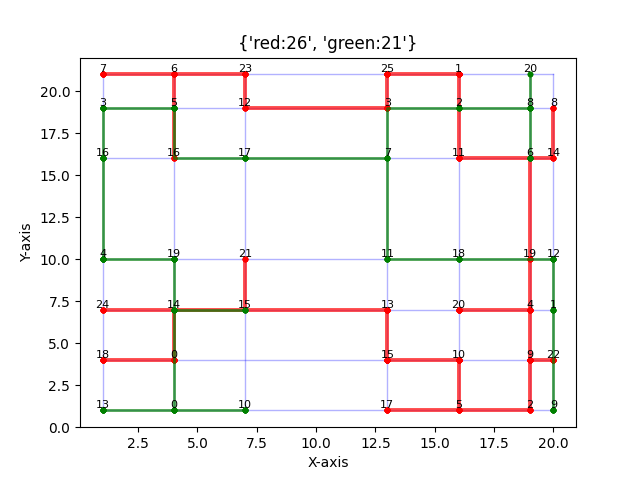 {'red:26', 'green:21'}
7 6 23 25 1 20
20.0
3 5 12 3 2 8 8
17.5
16 16 17 7 11 6 14
15.0
12.5
Y-axis
10.0
4 19 21 11 18 19 12
7.5
24 14 15 13 20 4 1
5.0
18 0 15 10 9 22
2.5
13 0 10 17 5 2 9
0.0
2.5 5.0 7.5 10.0 12.5 15.0 17.5 20.0
X-axis